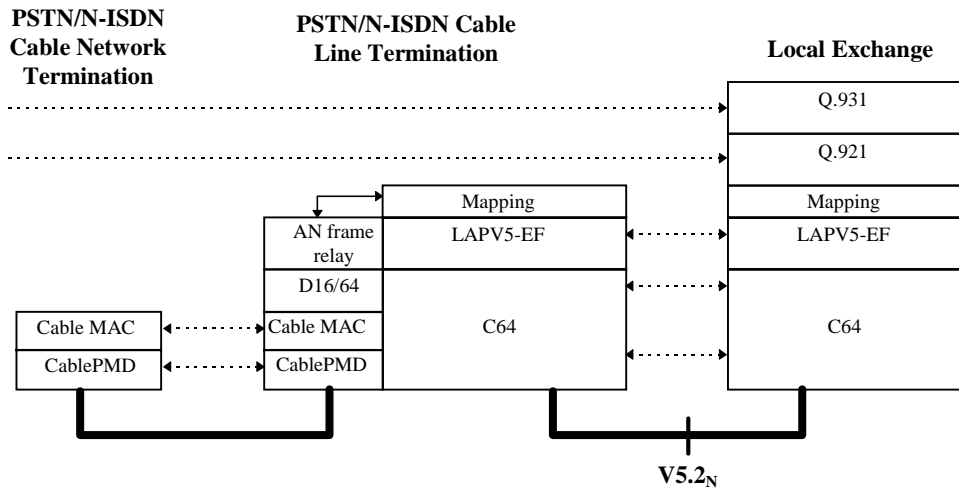 PSTN/N-ISDN
Cable Network
Termination
PSTN/N-ISDN Cable
Line Termination
Local Exchange
Q.931
Q.921
Mapping
Mapping
AN frame
relay
LAPV5-EF
LAPV5-EF
D16/64
Cable MAC
Cable MAC
C64
C64
CablePMD
CablePMD
V5.2N